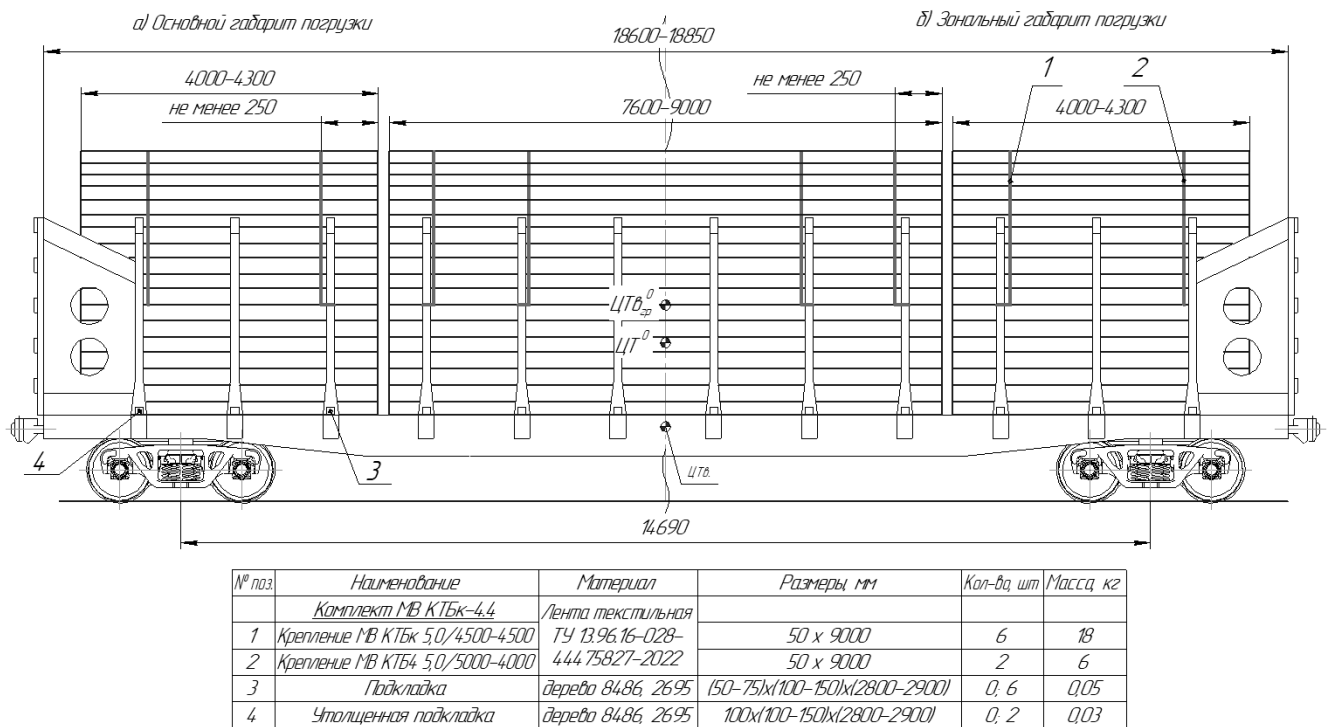 а) Основной габарит погрузки
б) Зональный габарит погрузки
18600-18850
4000-4300
не менее 250
1
2
не менее 250
7600-9000
4000-4300
ЦТв⁰гр
ЦТ⁰
4
3
ЦТв.
14690
№ поз. Наименование Материал Размеры, мм Кол-во, шт Масса, кг
Комплект МВ КТБк-4.4 Лента текстильная
1 Крепление МВ КТБк 5,0/4500-4500 ТУ 13.96.16-028- 50 х 9000 6 18
2 Крепление МВ КТБ4 5,0/5000-4000 44475827-2022 50 х 9000 2 6
3 Подкладка дерево 8486, 2695 (50-75)х(100-150)х(2800-2900) 0; 6 0,05
4 Утолщенная подкладка дерево 8486, 2695 100х(100-150)х(2800-2900) 0; 2 0,03